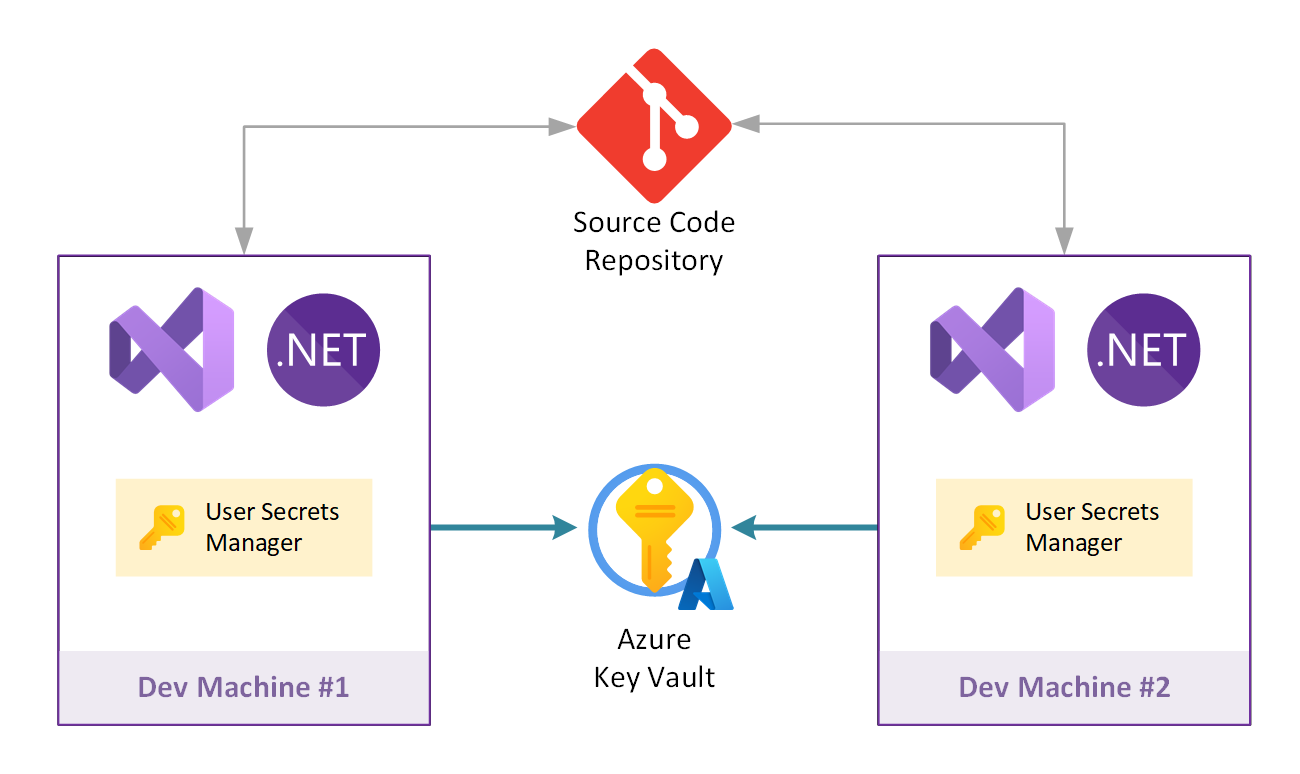 Source Code
Repository
.NET
.NET
User Secrets
Manager
User Secrets
Manager
Azure
Key Vault
Dev Machine #1
Dev Machine #2